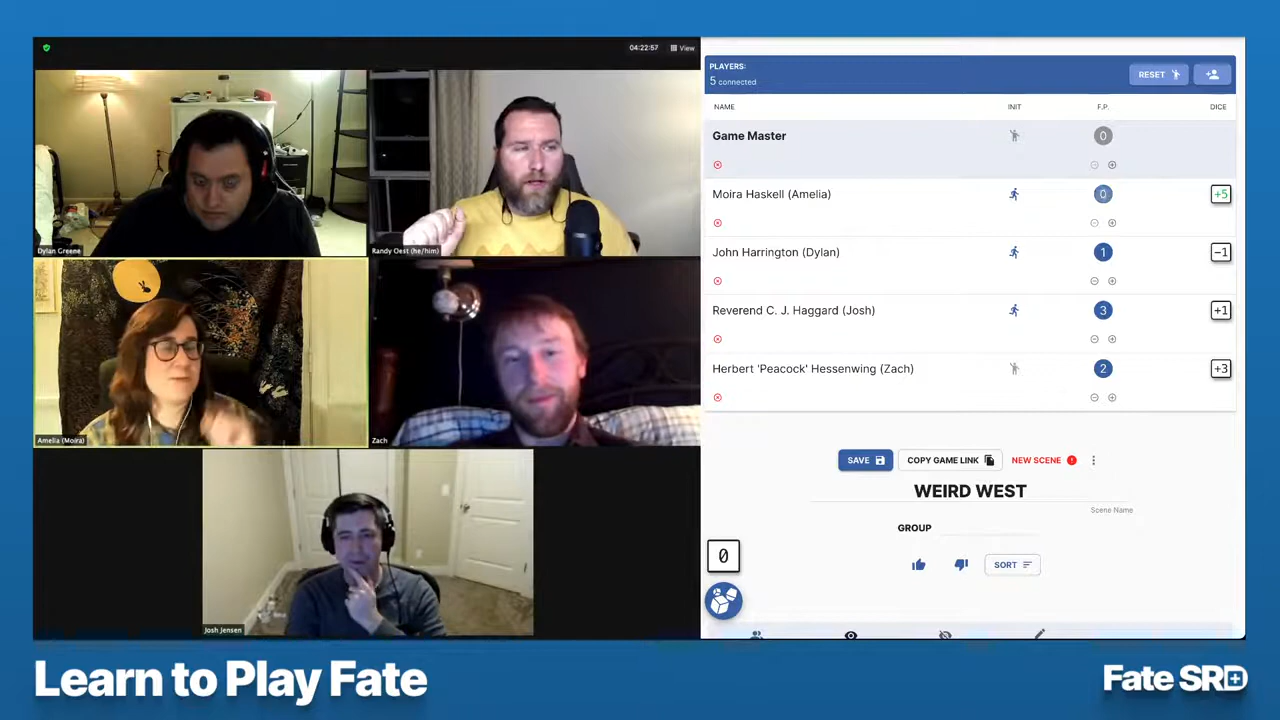 04:22:57 View
Dylan Greene
Randy Oest (he/him)
Amelia (Moira)
Zach
Josh Jensen
PLAYERS:
5 connected
RESET
NAME INIT F.P. DICE
Game Master 0
Moira Haskell (Amelia) 0 +5
John Harrington (Dylan) 1 −1
Reverend C. J. Haggard (Josh) 3 +1
Herbert 'Peacock' Hessenwing (Zach) 2 +3
SAVE COPY GAME LINK NEW SCENE
WEIRD WEST
Scene Name
GROUP
0
SORT
Learn to Play Fate
Fate SRD